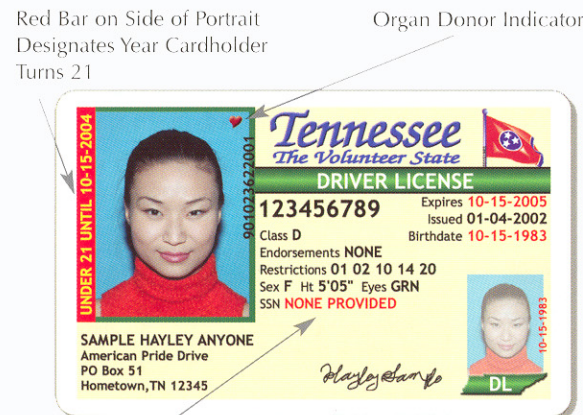 Red Bar on Side of Portrait
Designates Year Cardholder
Turns 21
Organ Donor Indicator
UNDER 21 UNTIL 10-15-2004
901023622001
Tennessee
The Volunteer State
DRIVER LICENSE
123456789
Expires 10-15-2005
Issued 01-04-2002
Class D
Birthdate 10-15-1983
Endorsements NONE
Restrictions 01 02 10 14 20
Sex F Ht 5'05" Eyes GRN
SSN NONE PROVIDED
SAMPLE HAYLEY ANYONE
American Pride Drive
PO Box 51
Hometown,TN 12345
Hayley Sample
10-15-1983
DL